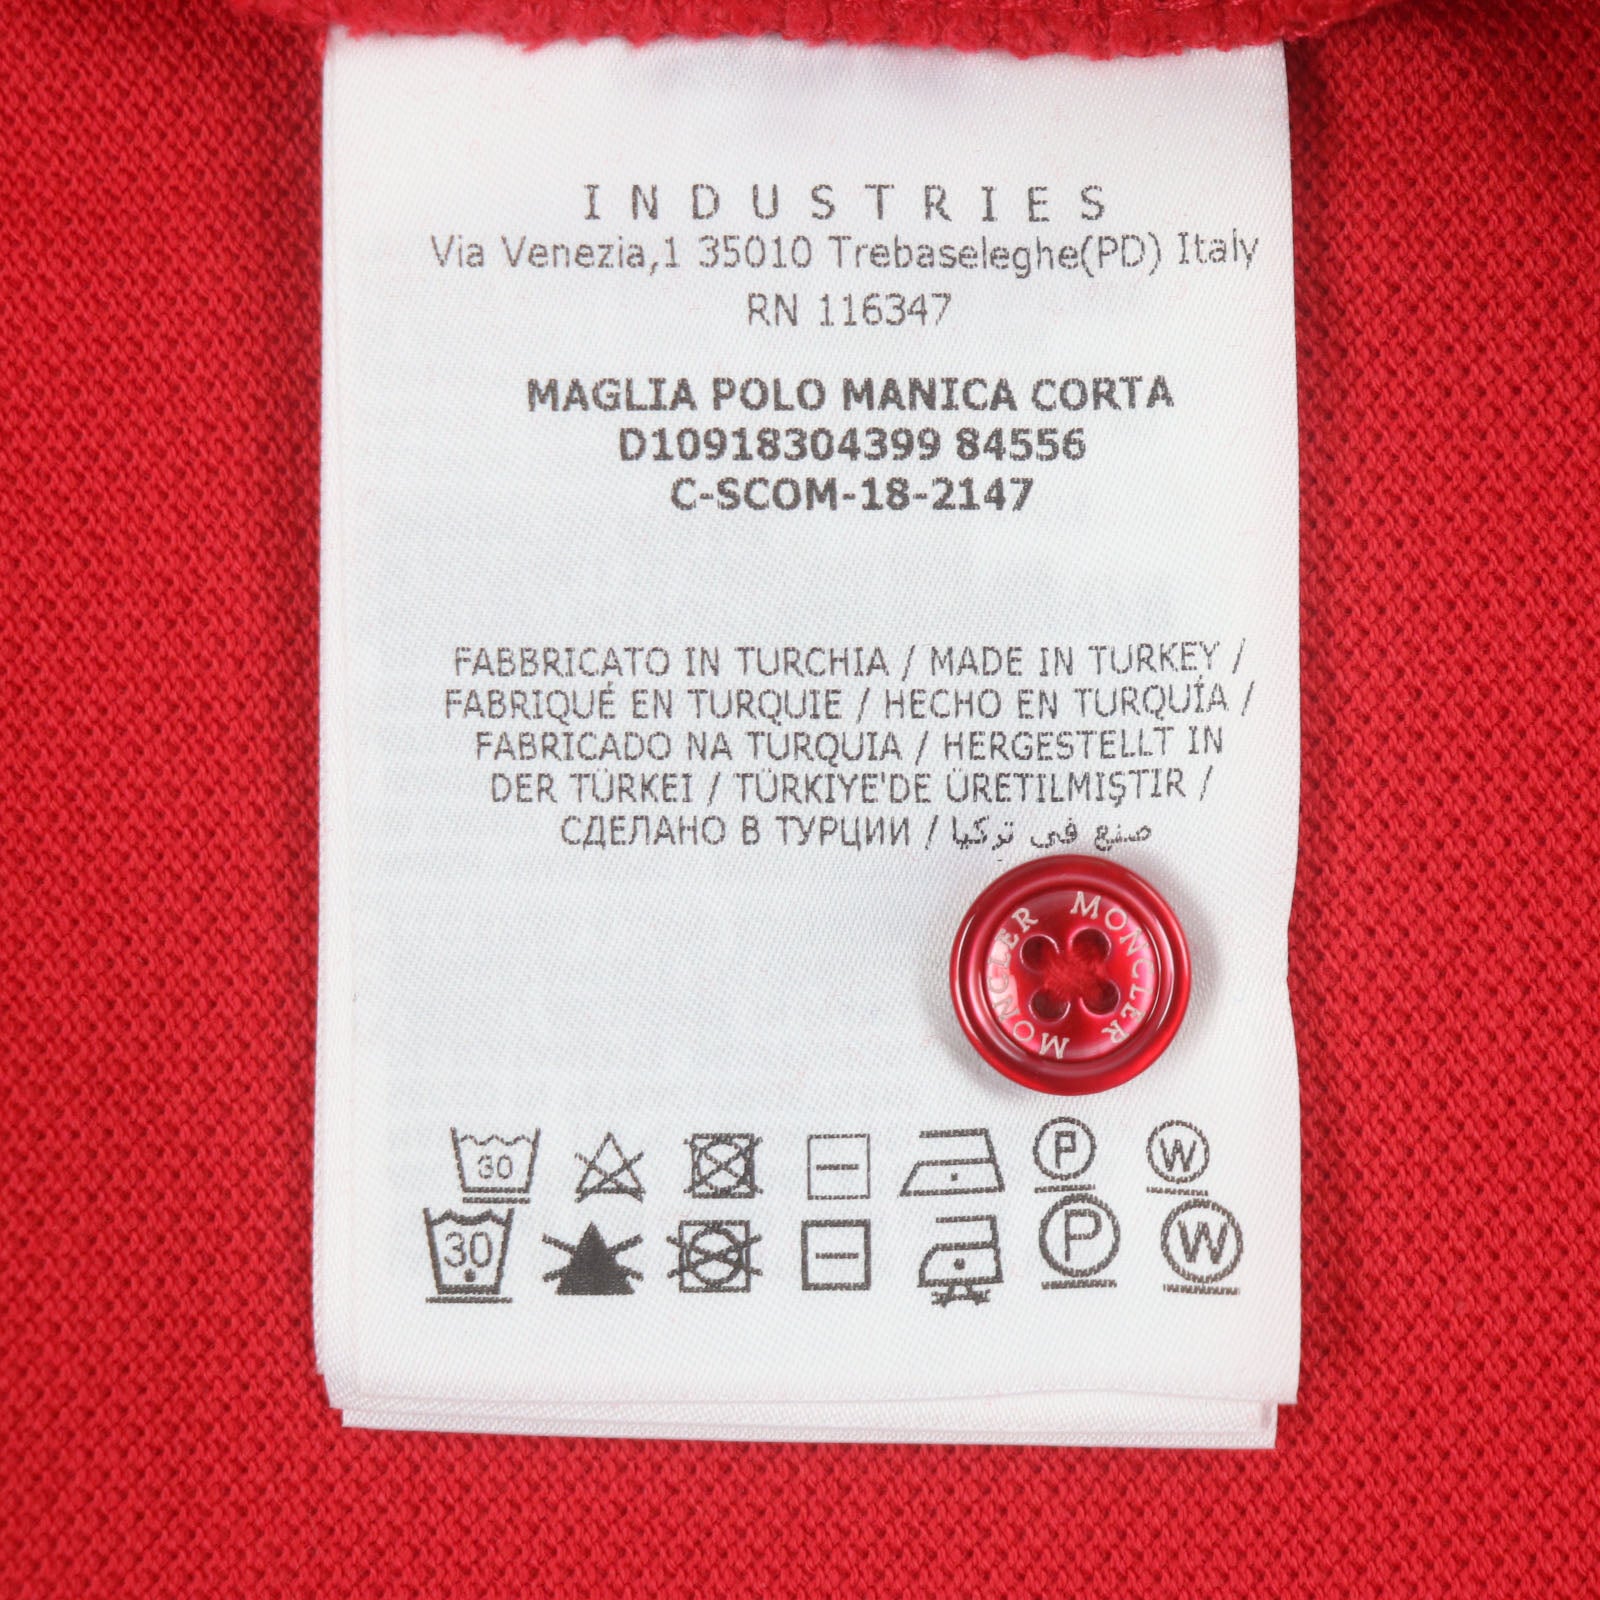 INDUSTRIES
Via Venezia,1 35010 Trebaseleghe(PD) Italy
RN 116347
MAGLIA POLO MANICA CORTA
D10918304399 84556
C-SCOM-18-2147
FABBRICATO IN TURCHIA / MADE IN TURKEY /
FABRIQUÉ EN TURQUIE / HECHO EN TURQUÍA /
FABRICADO NA TURQUIA / HERGESTELLT IN
DER TÜRKEI / TÜRKIYE'DE ÜRETILMIŞTIR /
СДЕЛАНО В ТУРЦИИ / صنع في تركيا
MONCLER MONCLER
30 P W
30 P W